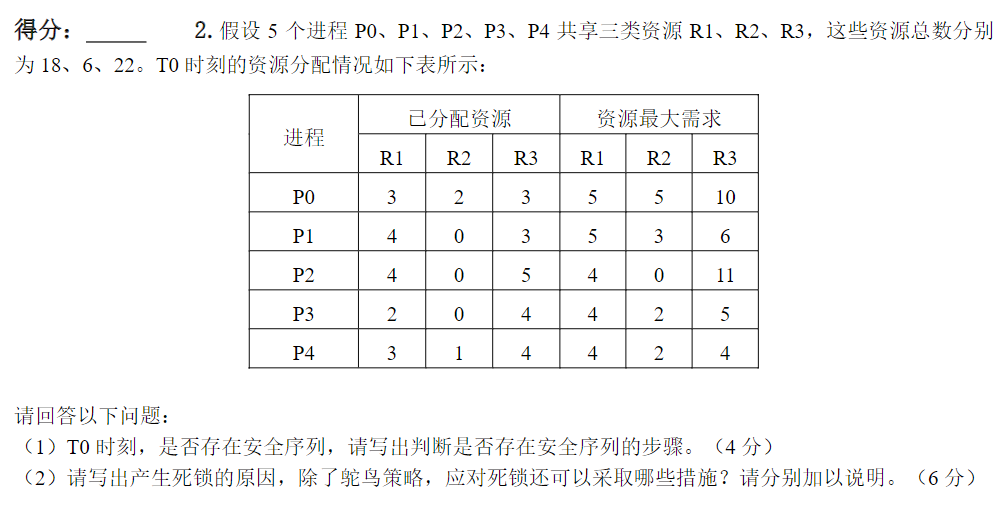 得分：_____ 2. 假设 5 个进程 P0、P1、P2、P3、P4 共享三类资源 R1、R2、R3，这些资源总数分别
为 18、6、22。T0 时刻的资源分配情况如下表所示：
进程 已分配资源 资源最大需求
R1 R2 R3 R1 R2 R3
P0 3 2 3 5 5 10
P1 4 0 3 5 3 6
P2 4 0 5 4 0 11
P3 2 0 4 4 2 5
P4 3 1 4 4 2 4
请回答以下问题：
（1）T0 时刻，是否存在安全序列，请写出判断是否存在安全序列的步骤。（4 分）
（2）请写出产生死锁的原因，除了鸵鸟策略，应对死锁还可以采取哪些措施？请分别加以说明。（6 分）